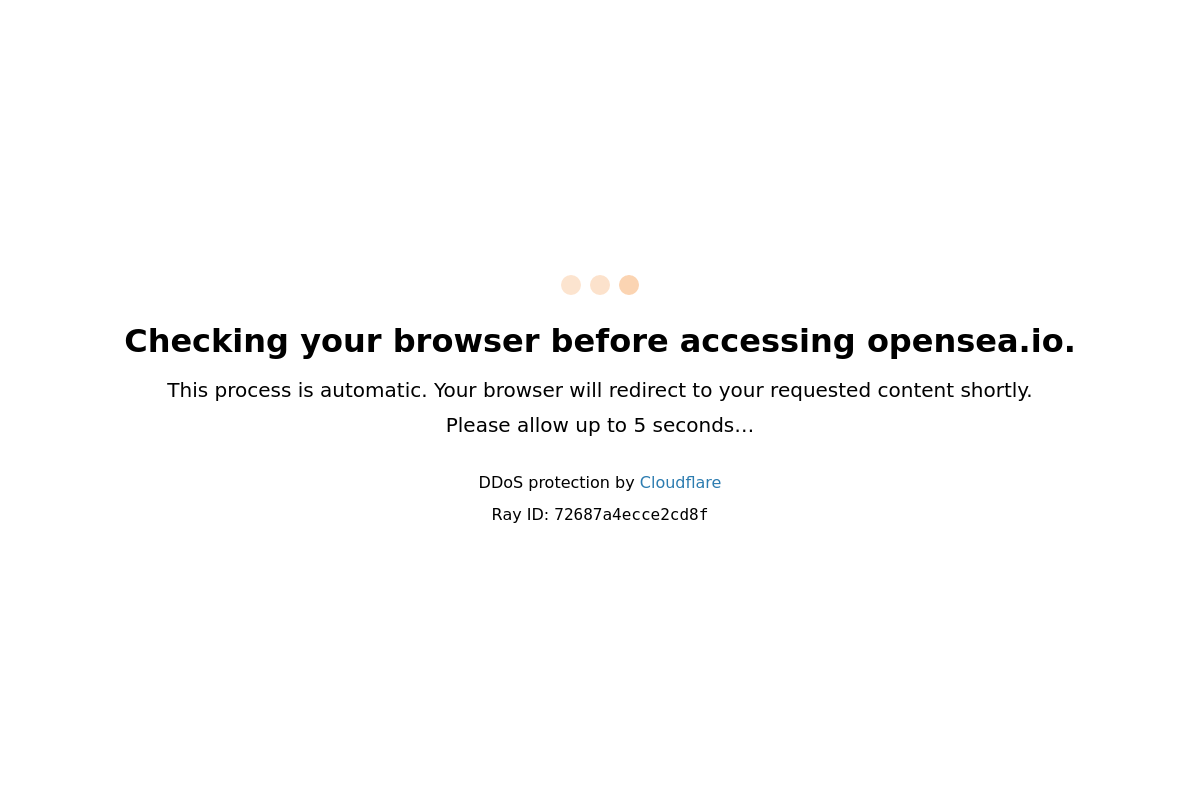 Checking your browser before accessing opensea.io.
This process is automatic. Your browser will redirect to your requested content shortly.
Please allow up to 5 seconds…
DDoS protection by Cloudflare
Ray ID: 72687a4ecce2cd8f